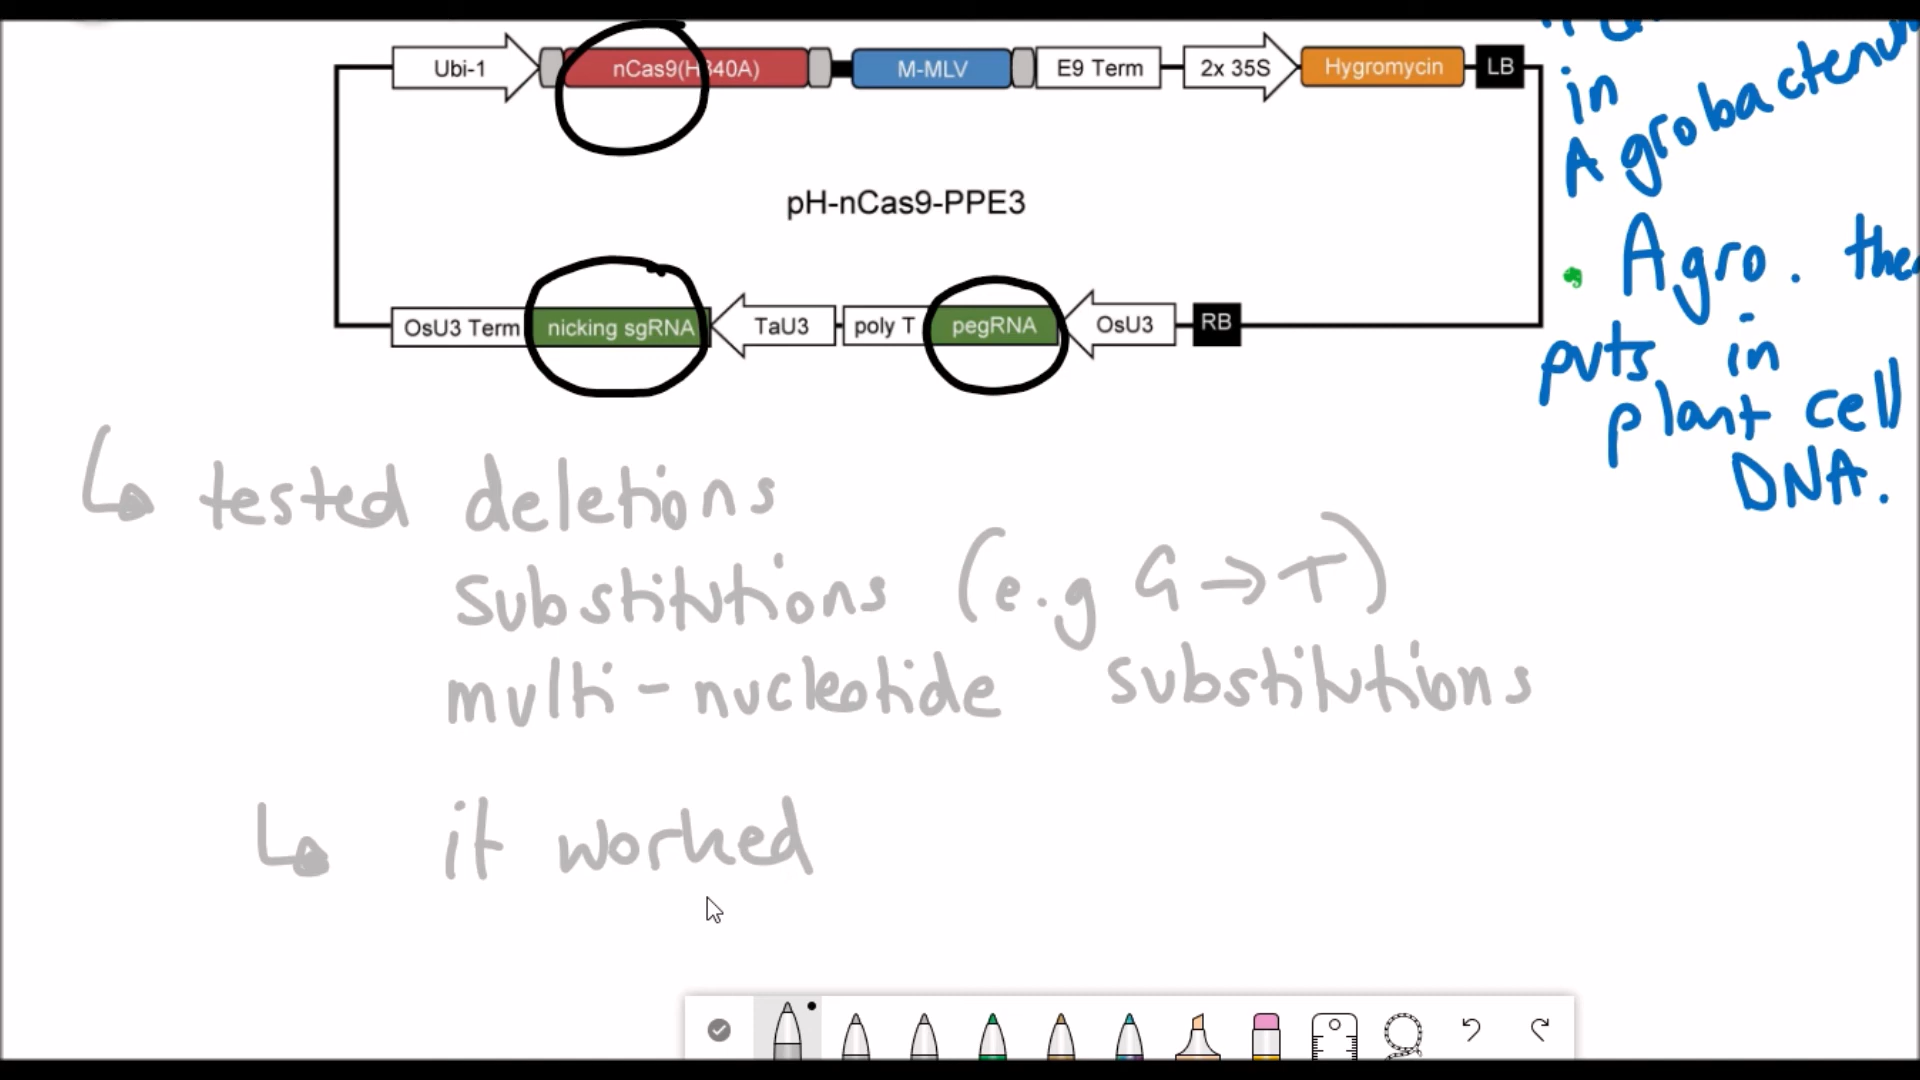 Ubi-1 nCas9(H840A) M-MLV E9 Term 2x 35S Hygromycin LB
in
Agrobacterium
pH-nCas9-PPE3
• Agro. then
OsU3 Term nicking sgRNA TaU3 poly T pegRNA OsU3 RB
puts in
plant cell
DNA.
↳ tested deletions
substitutions (e.g G → T)
multi-nucleotide substitutions
↳ it worked